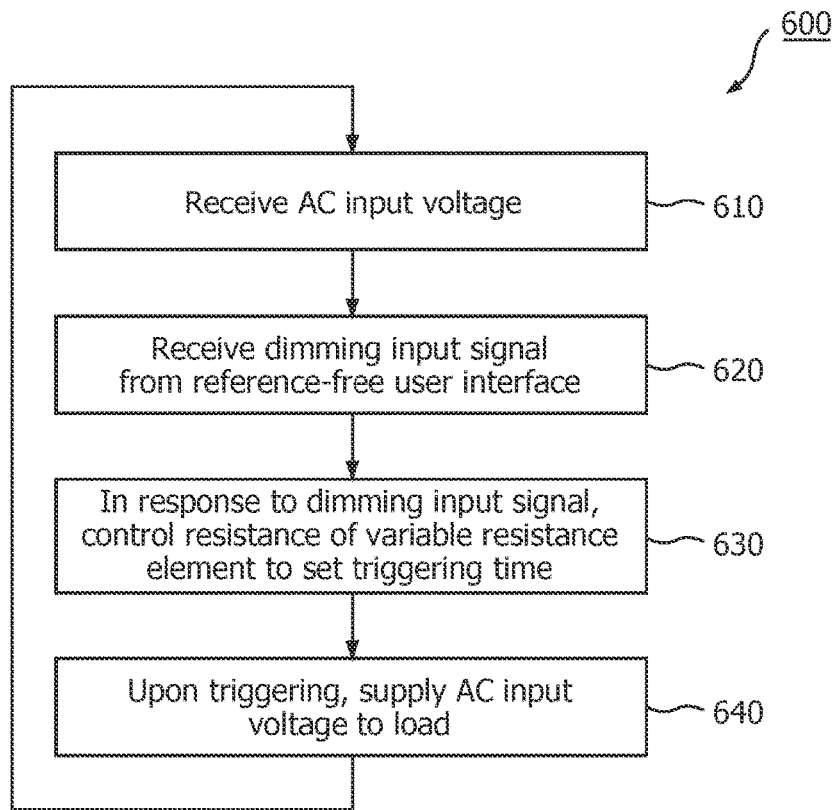 600
Receive AC input voltage
610
Receive dimming input signal
from reference-free user interface
620
In response to dimming input signal,
control resistance of variable resistance
element to set triggering time
630
Upon triggering, supply AC input
voltage to load
640